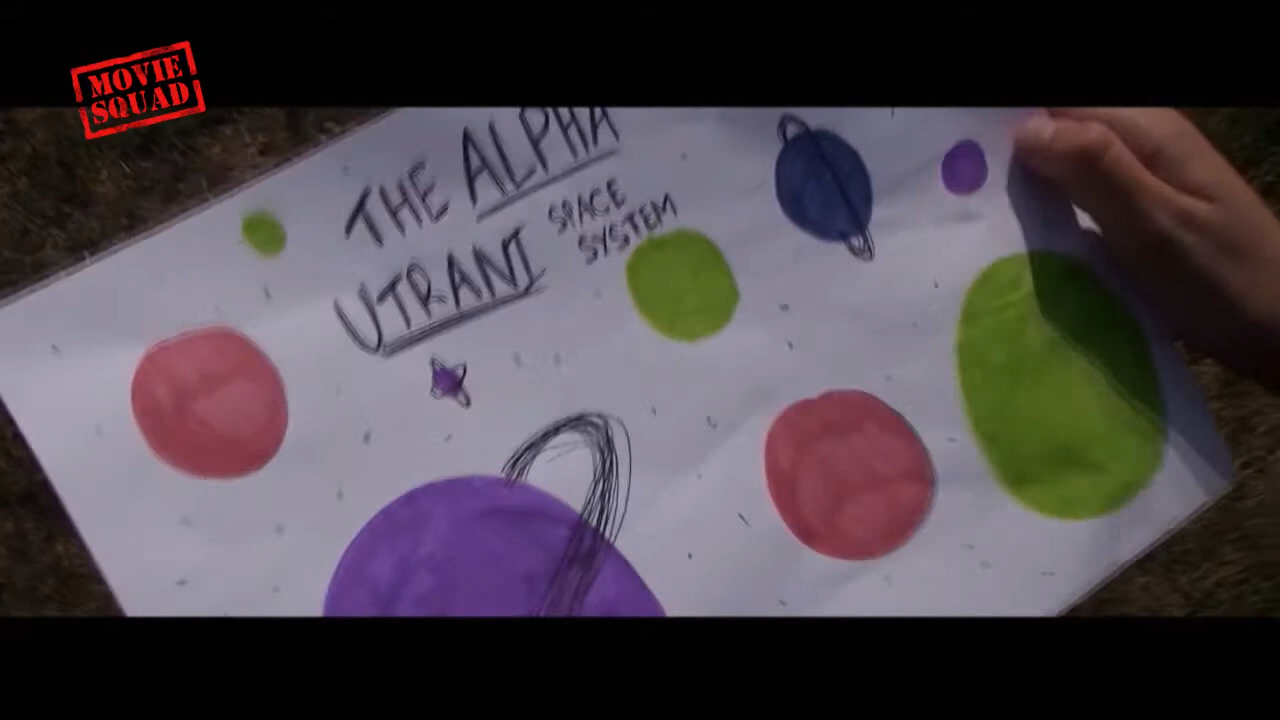 MOVIE
SQUAD
THE ALPHA
UTRANI
SPACE
SYSTEM